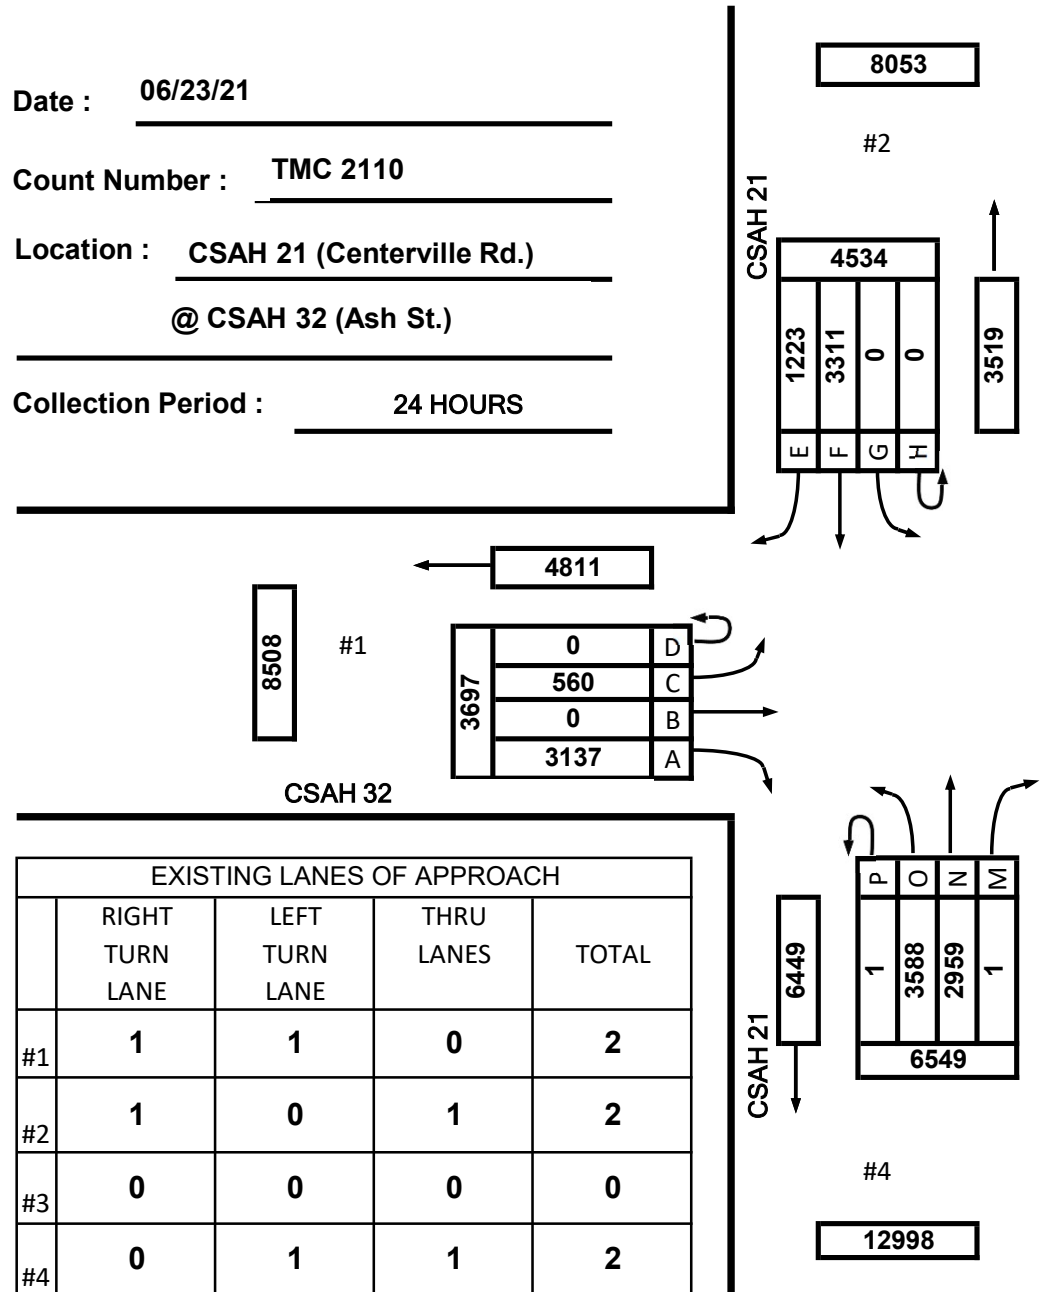 Date : 06/23/21
Count Number : TMC 2110
Location : CSAH 21 (Centerville Rd.)
@ CSAH 32 (Ash St.)
Collection Period : 24 HOURS
8053
#2
CSAH 21
4534
1223 3311 0 0
E F G H
3519
4811
8508
#1
3697
0 D
560 C
0 B
3137 A
CSAH 32
P O N M
1 3588 2959 1
6549
6449
CSAH 21
#4
12998
EXISTING LANES OF APPROACH
RIGHT LEFT THRU
TURN TURN LANES TOTAL
LANE LANE
#1 1 1 0 2
#2 1 0 1 2
#3 0 0 0 0
#4 0 1 1 2